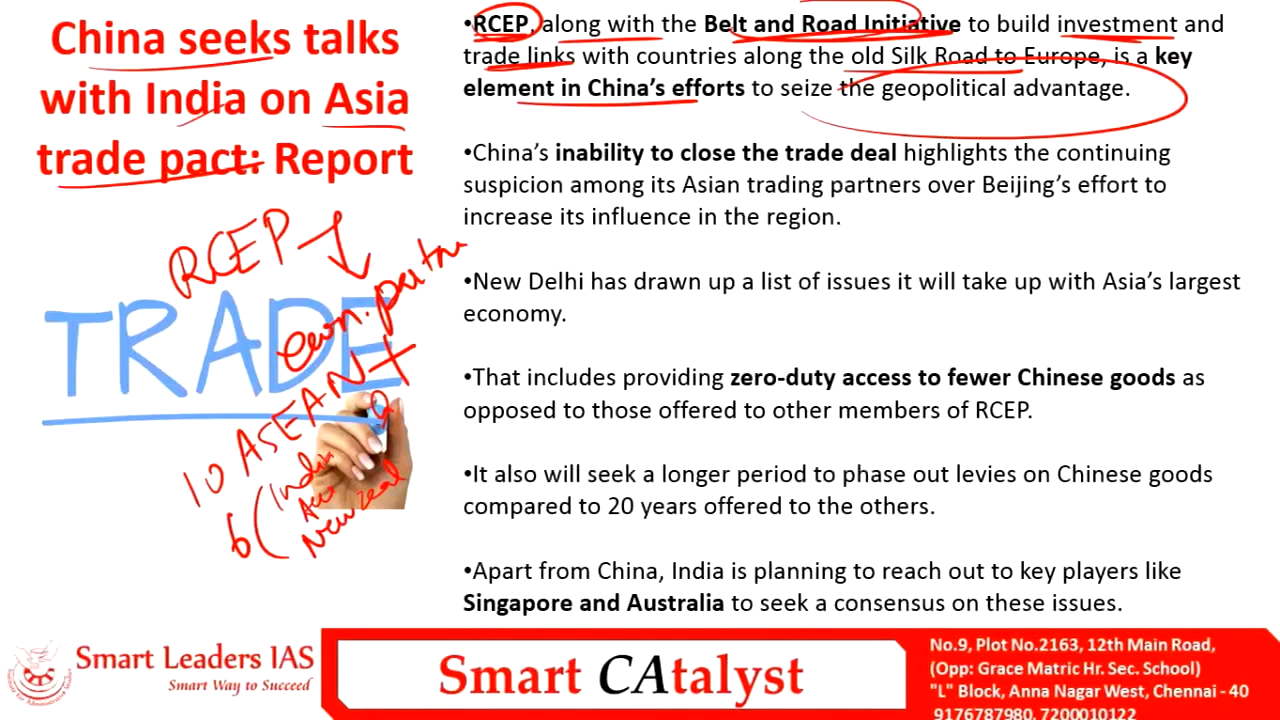 China seeks talks
with India on Asia
trade pact: Report
RCEP
TRADE
econ. partn
10 ASEAN +
6 (India
Aus
New Zeal
•RCEP, along with the Belt and Road Initiative to build investment and
trade links with countries along the old Silk Road to Europe, is a key
element in China's efforts to seize the geopolitical advantage.
•China's inability to close the trade deal highlights the continuing
suspicion among its Asian trading partners over Beijing's effort to
increase its influence in the region.
•New Delhi has drawn up a list of issues it will take up with Asia's largest
economy.
•That includes providing zero-duty access to fewer Chinese goods as
opposed to those offered to other members of RCEP.
•It also will seek a longer period to phase out levies on Chinese goods
compared to 20 years offered to the others.
•Apart from China, India is planning to reach out to key players like
Singapore and Australia to seek a consensus on these issues.
Smart Leaders IAS
Smart Way to Succeed
Smart CAtalyst
No.9, Plot No.2163, 12th Main Road,
(Opp: Grace Matric Hr. Sec. School)
"L" Block, Anna Nagar West, Chennai - 40
9176787980, 7200010122